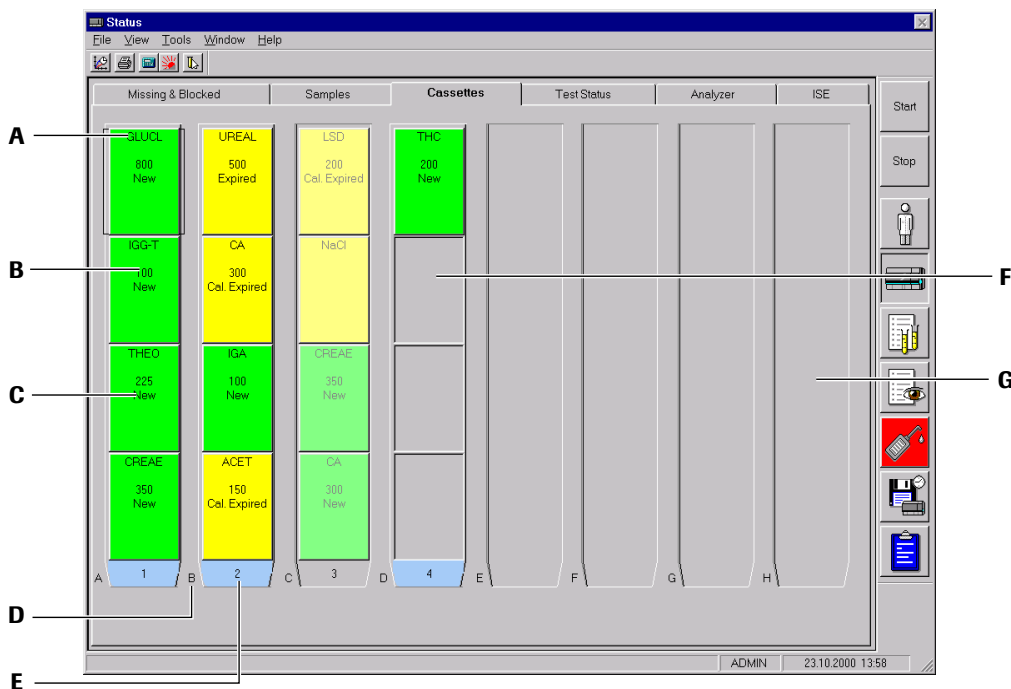 Status
File View Tools Window Help
Missing & Blocked Samples Cassettes Test Status Analyzer ISE
Start
Stop
A
GLUCL
800
New
UREAL
500
Expired
LSD
200
Cal. Expired
THC
200
New
B
IGG-T
100
New
CA
300
Cal. Expired
NaCl
F
C
THEO
225
New
IGA
100
New
CREAE
350
New
G
CREAE
350
New
ACET
150
Cal. Expired
CA
300
New
A 1 B 2 C 3 D 4 E F G H
D
E
ADMIN 23.10.2000 13:58